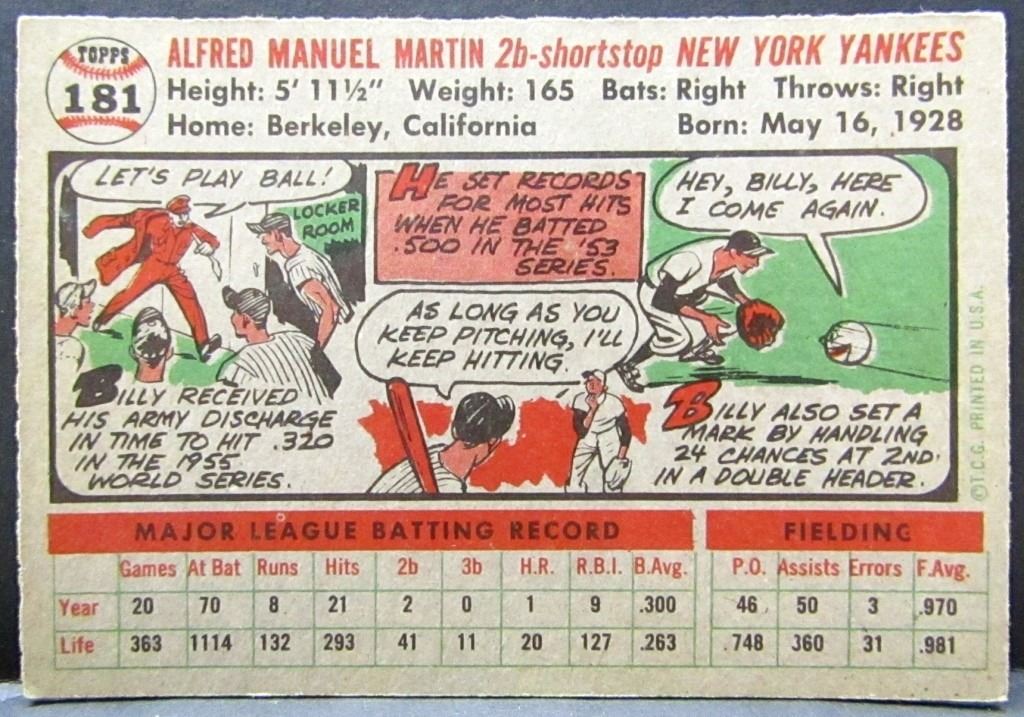 TOPPS
181
ALFRED MANUEL MARTIN 2b-shortstop NEW YORK YANKEES
Height: 5' 11½" Weight: 165 Bats: Right Throws: Right
Home: Berkeley, California Born: May 16, 1928
LET'S PLAY BALL!
LOCKER
ROOM
BILLY RECEIVED
HIS ARMY DISCHARGE
IN TIME TO HIT .320
IN THE 1955
WORLD SERIES.
HE SET RECORDS
FOR MOST HITS
WHEN HE BATTED
.500 IN THE '53
SERIES.
AS LONG AS YOU
KEEP PITCHING, I'LL
KEEP HITTING.
HEY, BILLY, HERE
I COME AGAIN.
BILLY ALSO SET A
MARK BY HANDLING
24 CHANCES AT 2ND
IN A DOUBLE HEADER.
©T.C.G. PRINTED IN U.S.A.
MAJOR LEAGUE BATTING RECORD FIELDING
Games At Bat Runs Hits 2b 3b H.R. R.B.I. B.Avg. P.O. Assists Errors F.Avg.
Year 20 70 8 21 2 0 1 9 .300 46 50 3 .970
Life 363 1114 132 293 41 11 20 127 .263 748 360 31 .981